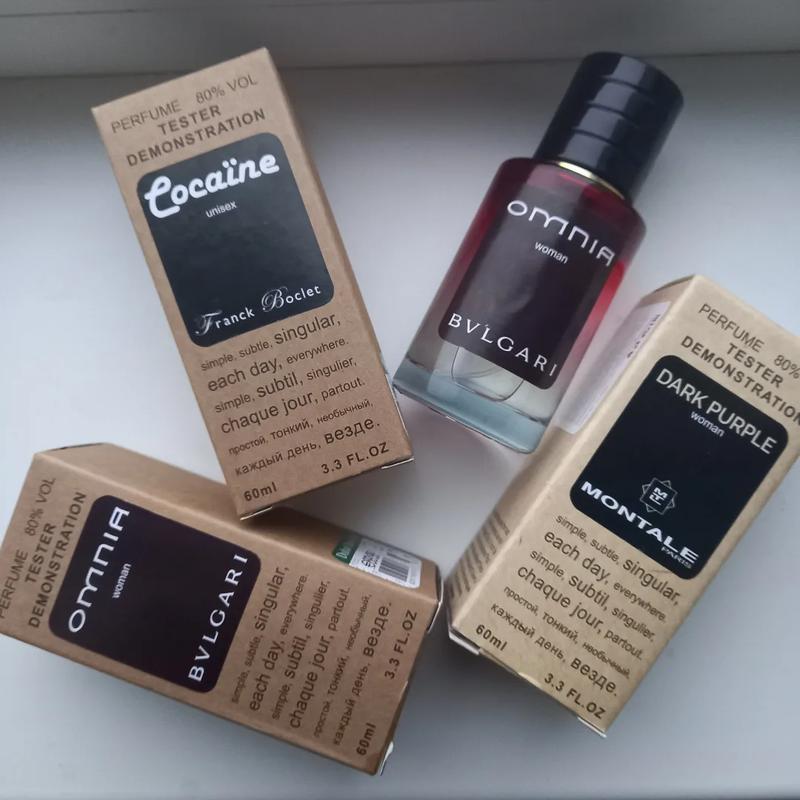 PERFUME 80% VOL
TESTER
DEMONSTRATION
Cocaïne
unisex
Franck Boclet
simple, subtle, singular,
each day, everywhere.
simple, subtil, singulier,
chaque jour, partout.
простой, тонкий, необычный,
каждый день, везде.
60ml 3.3 FL.OZ
OMNIA
woman
BVLGARI
PERFUME 80%
TESTER
DEMONSTRATION
DARK PURPLE
woman
MONTALE
PARIS
simple, subtle, singular,
each day, everywhere.
simple, subtil, singulier,
chaque jour, partout.
простой, тонкий, необычный,
каждый день, везде.
60ml 3.3 FL.OZ
PERFUME 80% VOL
TESTER
DEMONSTRATION
OMNIA
woman
BVLGARI
simple, subtle, singular,
each day, everywhere.
simple, subtil, singulier,
chaque jour, partout.
простой, тонкий, необычный,
каждый день, везде.
60ml 3.3 FL.OZ